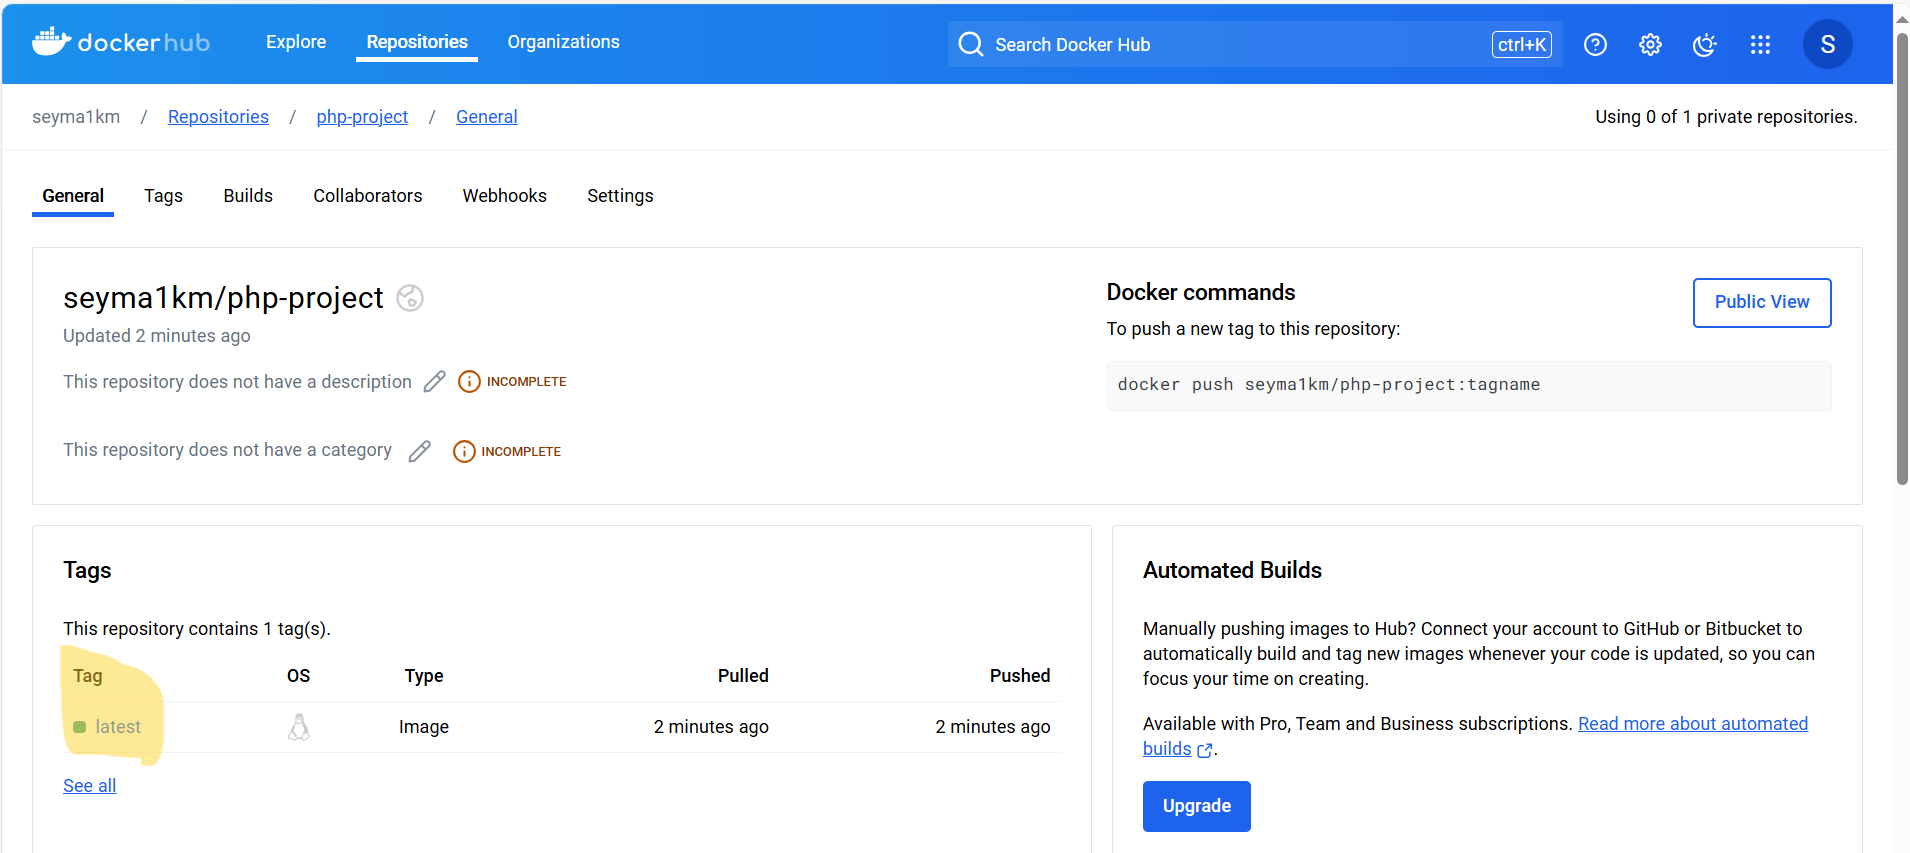 dockerhub
Explore
Repositories
Organizations
Search Docker Hub
ctrl+K
S
seyma1km / Repositories / php-project / General
Using 0 of 1 private repositories.
General
Tags
Builds
Collaborators
Webhooks
Settings
seyma1km/php-project
Updated 2 minutes ago
This repository does not have a description
INCOMPLETE
This repository does not have a category
INCOMPLETE
Docker commands
To push a new tag to this repository:
Public View
docker push seyma1km/php-project:tagname
Tags
This repository contains 1 tag(s).
Tag OS Type Pulled Pushed
latest Image 2 minutes ago 2 minutes ago
See all
Automated Builds
Manually pushing images to Hub? Connect your account to GitHub or Bitbucket to
automatically build and tag new images whenever your code is updated, so you can
focus your time on creating.
Available with Pro, Team and Business subscriptions. Read more about automated
builds.
Upgrade